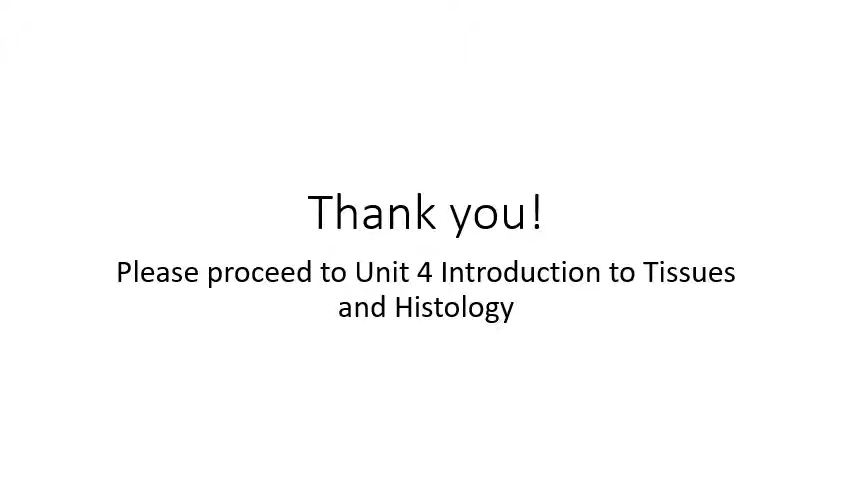 Thank you!
Please proceed to Unit 4 Introduction to Tissues
and Histology